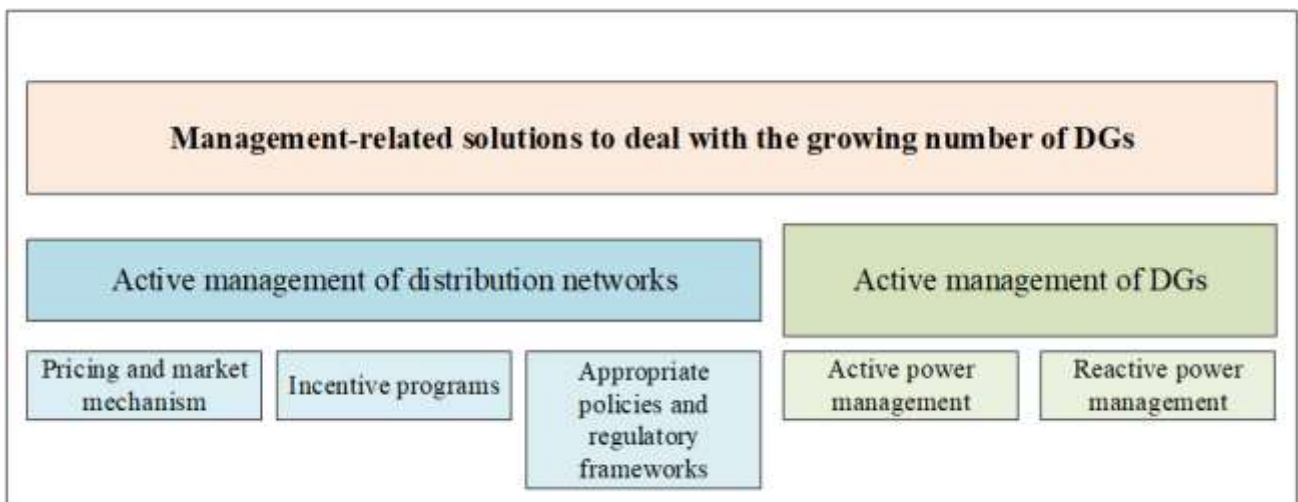 Management-related solutions to deal with the growing number of DGs
Active management of distribution networks
Active management of DGs
Pricing and market
mechanism
Incentive programs
Appropriate
policies and
regulatory
frameworks
Active power
management
Reactive power
management